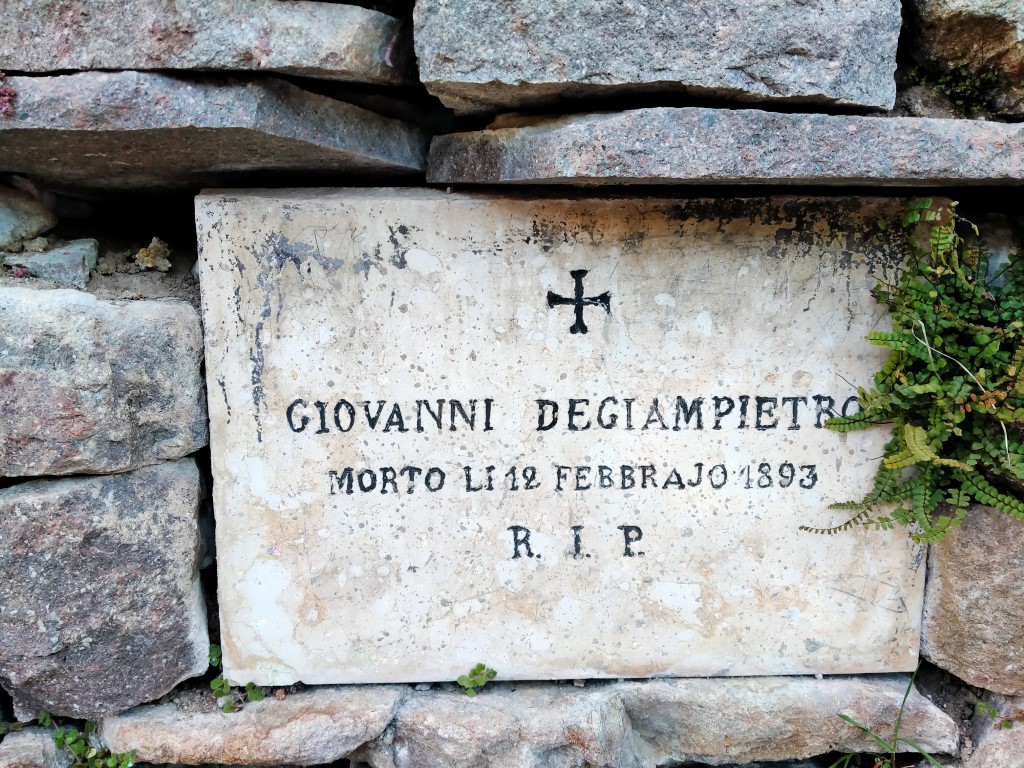 GIOVANNI DEGIAMPIETRO
MORTO LI 12 FEBBRAJO 1893
R. I. P.